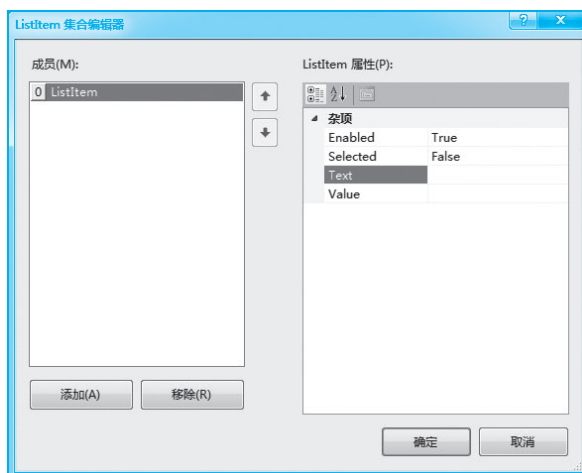 ListItem 集合编辑器
成员(M):
0 ListItem
添加(A) 移除(R)
ListItem 属性(P):
杂项
Enabled True
Selected False
Text
Value
确定 取消